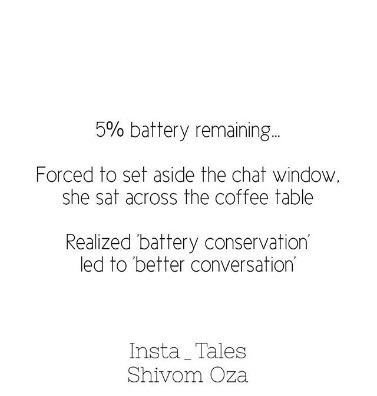 5% battery remaining...
Forced to set aside the chat window,
she sat across the coffee table
Realized 'battery conservation'
led to 'better conversation'
Insta_Tales
Shivom Oza